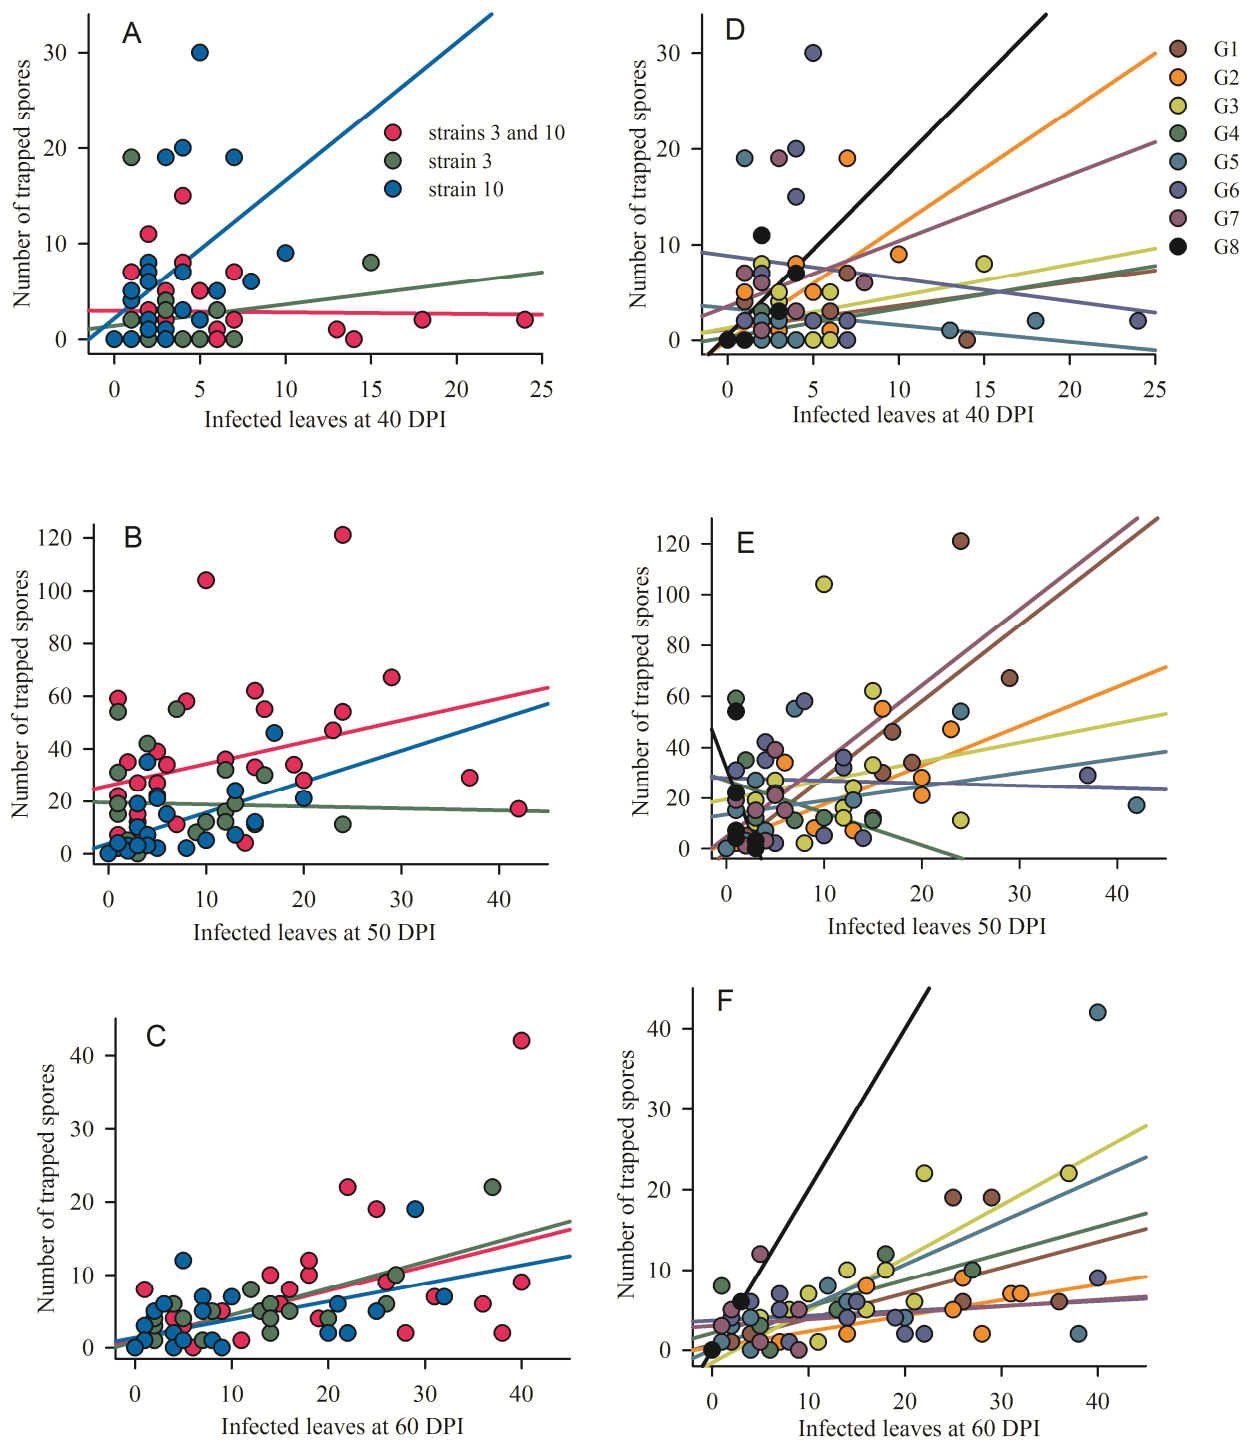 A
Number of trapped spores
30
20
10
0
strains 3 and 10
strain 3
strain 10
0 5 10 15 20 25
Infected leaves at 40 DPI
D
Number of trapped spores
30
20
10
0
G1
G2
G3
G4
G5
G6
G7
G8
0 5 10 15 20 25
Infected leaves at 40 DPI
B
Number of trapped spores
120
100
80
60
40
20
0
0 10 20 30 40
Infected leaves at 50 DPI
E
Number of trapped spores
120
100
80
60
40
20
0
0 10 20 30 40
Infected leaves 50 DPI
C
Number of trapped spores
40
30
20
10
0
0 10 20 30 40
Infected leaves at 60 DPI
F
Number of trapped spores
40
30
20
10
0
0 10 20 30 40
Infected leaves at 60 DPI